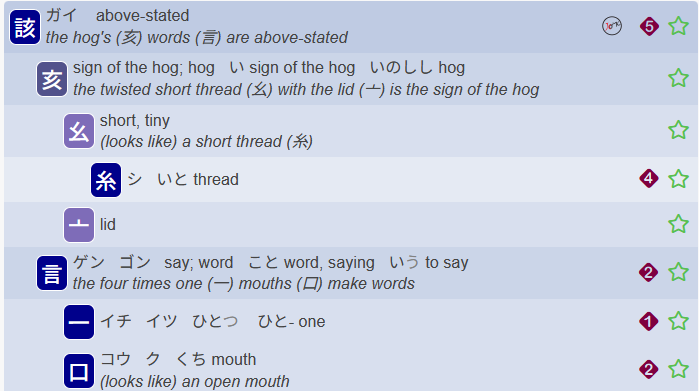 該 ガイ above-stated 5
the hog's (亥) words (言) are above-stated
亥 sign of the hog; hog い sign of the hog いのしし hog
the twisted short thread (幺) with the lid (亠) is the sign of the hog
幺 short, tiny
(looks like) a short thread (糸)
糸 シ いと thread 4
亠 lid
言 ゲン ゴン say; word こと word, saying いう to say 2
the four times one (一) mouths (口) make words
一 イチ イツ ひとつ ひと- one 1
口 コウ ク くち mouth 2
(looks like) an open mouth